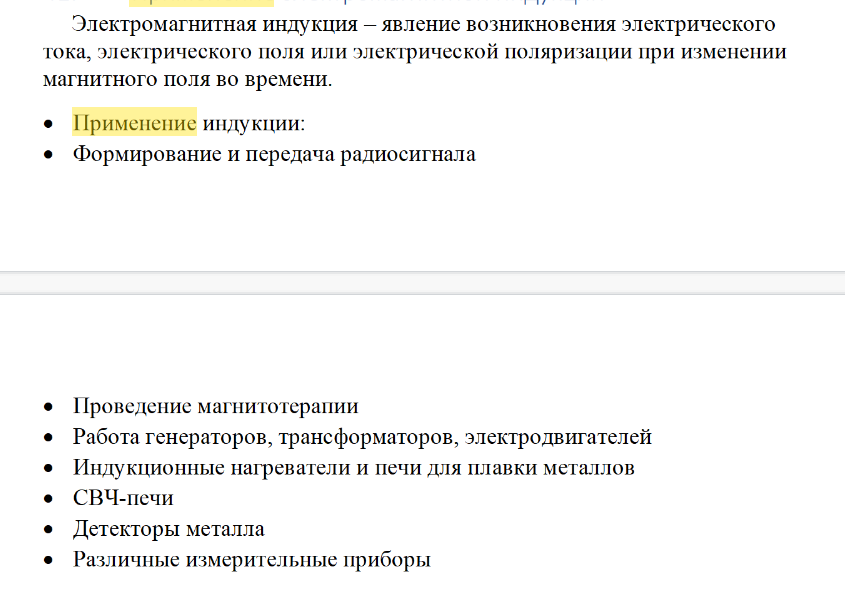 Электромагнитная индукция – явление возникновения электрического
тока, электрического поля или электрической поляризации при изменении
магнитного поля во времени.
• Применение индукции:
• Формирование и передача радиосигнала
• Проведение магнитотерапии
• Работа генераторов, трансформаторов, электродвигателей
• Индукционные нагреватели и печи для плавки металлов
• СВЧ-печи
• Детекторы металла
• Различные измерительные приборы